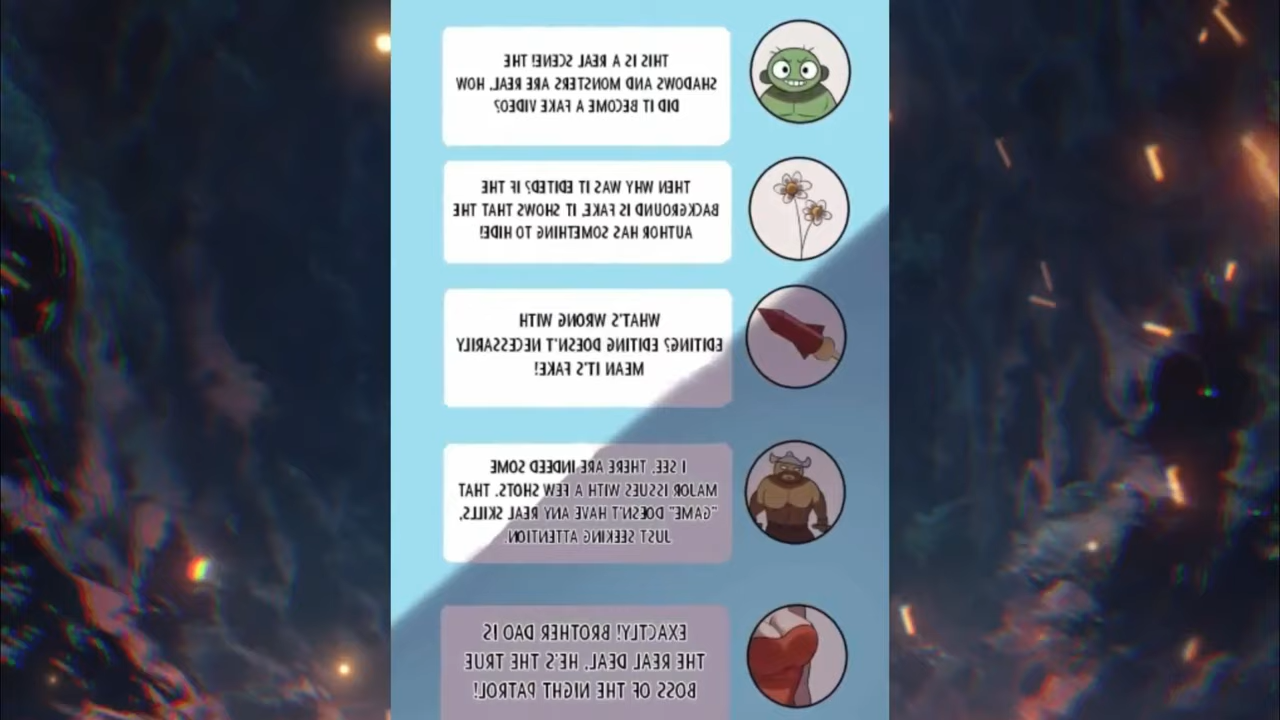 THIS IS A REAL SCENE! THE
SHADOWS AND MONSTERS ARE REAL, HOW
DID IT BECOME A FAKE VIDEO?
THEN WHY WAS IT EDITED? IF THE
BACKGROUND IS FAKE, IT SHOWS THAT THE
AUTHOR HAS SOMETHING TO HIDE!
WHAT'S WRONG WITH
EDITING? EDITING DOESN'T NECESSARILY
MEAN IT'S FAKE!
I SEE, THERE ARE INDEED SOME
MAJOR ISSUES WITH A FEW SHOTS. THAT
"GAME" DOESN'T HAVE ANY REAL SKILLS,
JUST SEEKING ATTENTION.
EXACTLY! BROTHER DAO IS
THE REAL DEAL, HE'S THE TRUE
BOSS OF THE NIGHT PATROL!